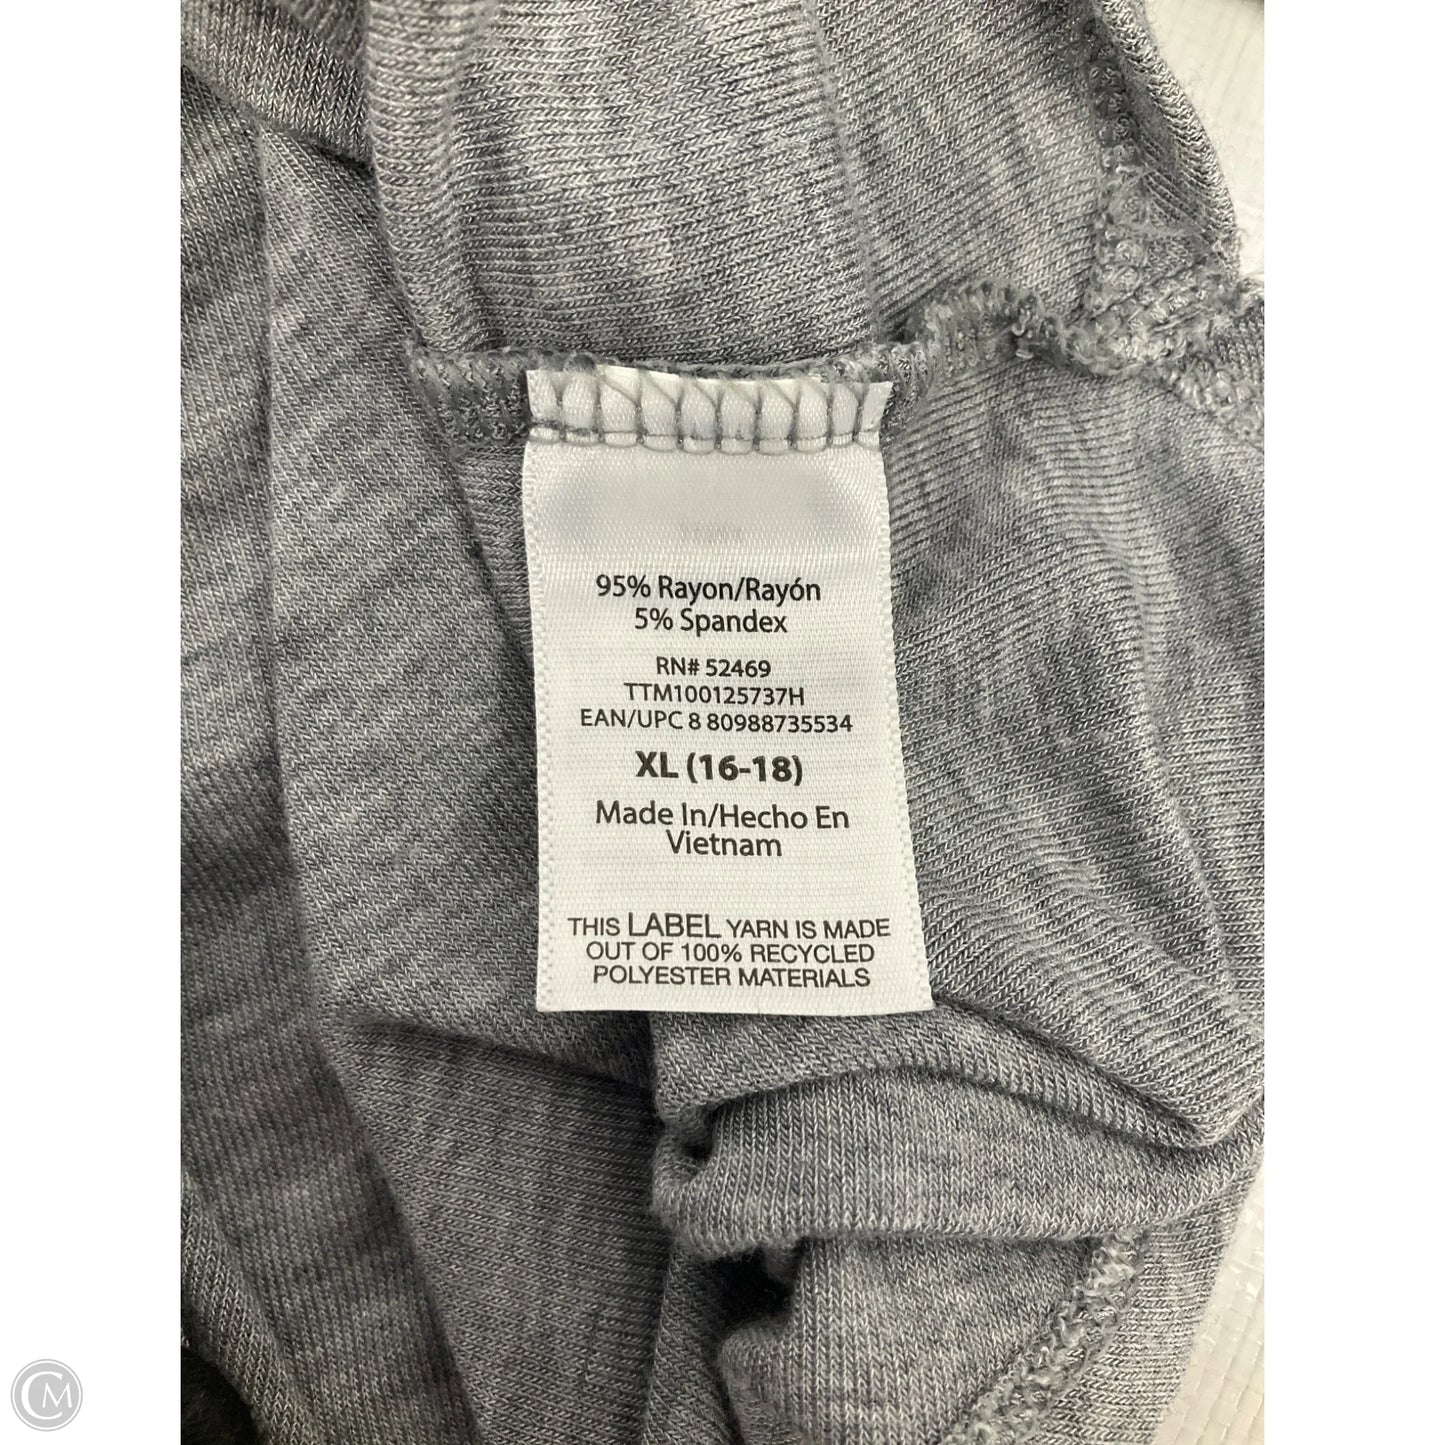 95% Rayon/Rayón
5% Spandex
RN# 52469
TTM100125737H
EAN/UPC 8 80988735534
XL (16-18)
Made In/Hecho En
Vietnam
THIS LABEL YARN IS MADE
OUT OF 100% RECYCLED
POLYESTER MATERIALS
CM